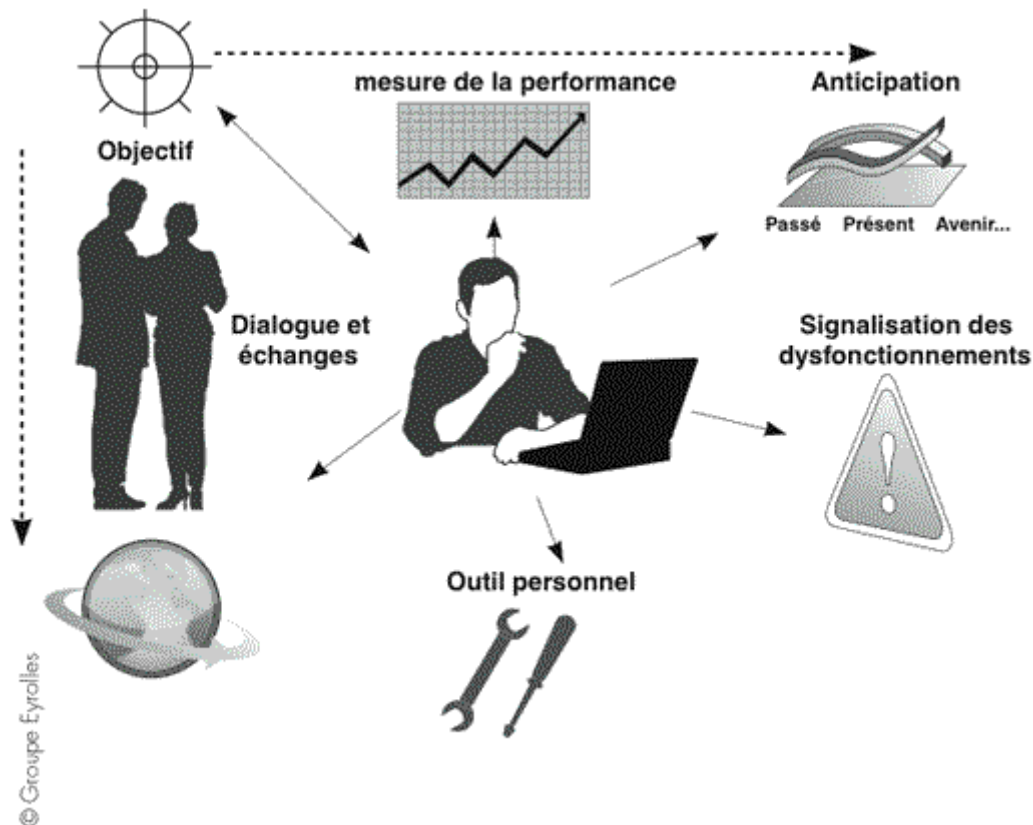 mesure de la performance
Anticipation
Objectif
Passé Présent Avenir...
Dialogue et
échanges
Signalisation des
dysfonctionnements
Outil personnel
© Groupe Eyrolles